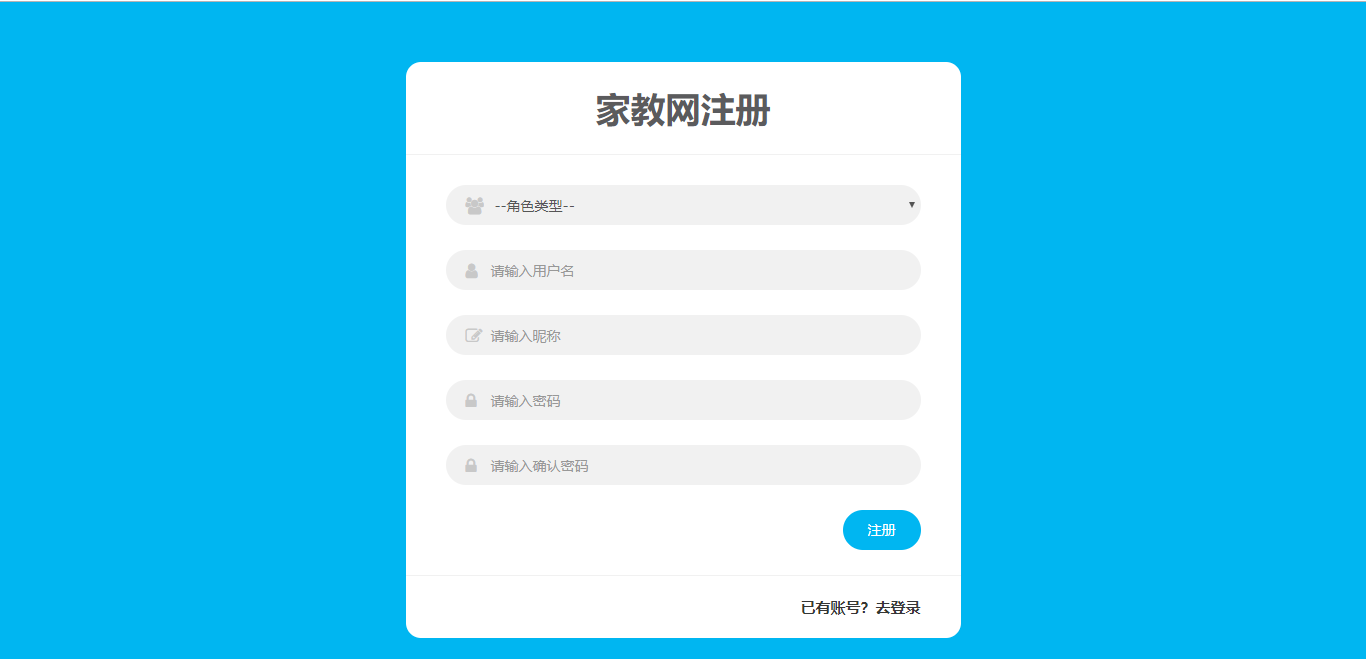 家教网注册
--角色类型--
请输入用户名
请输入昵称
请输入密码
请输入确认密码
注册
已有账号？去登录